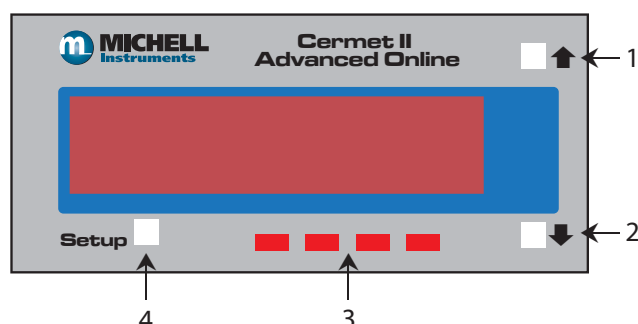 m MICHELL
Instruments
Cermet II
Advanced Online
1
2
Setup
4
3